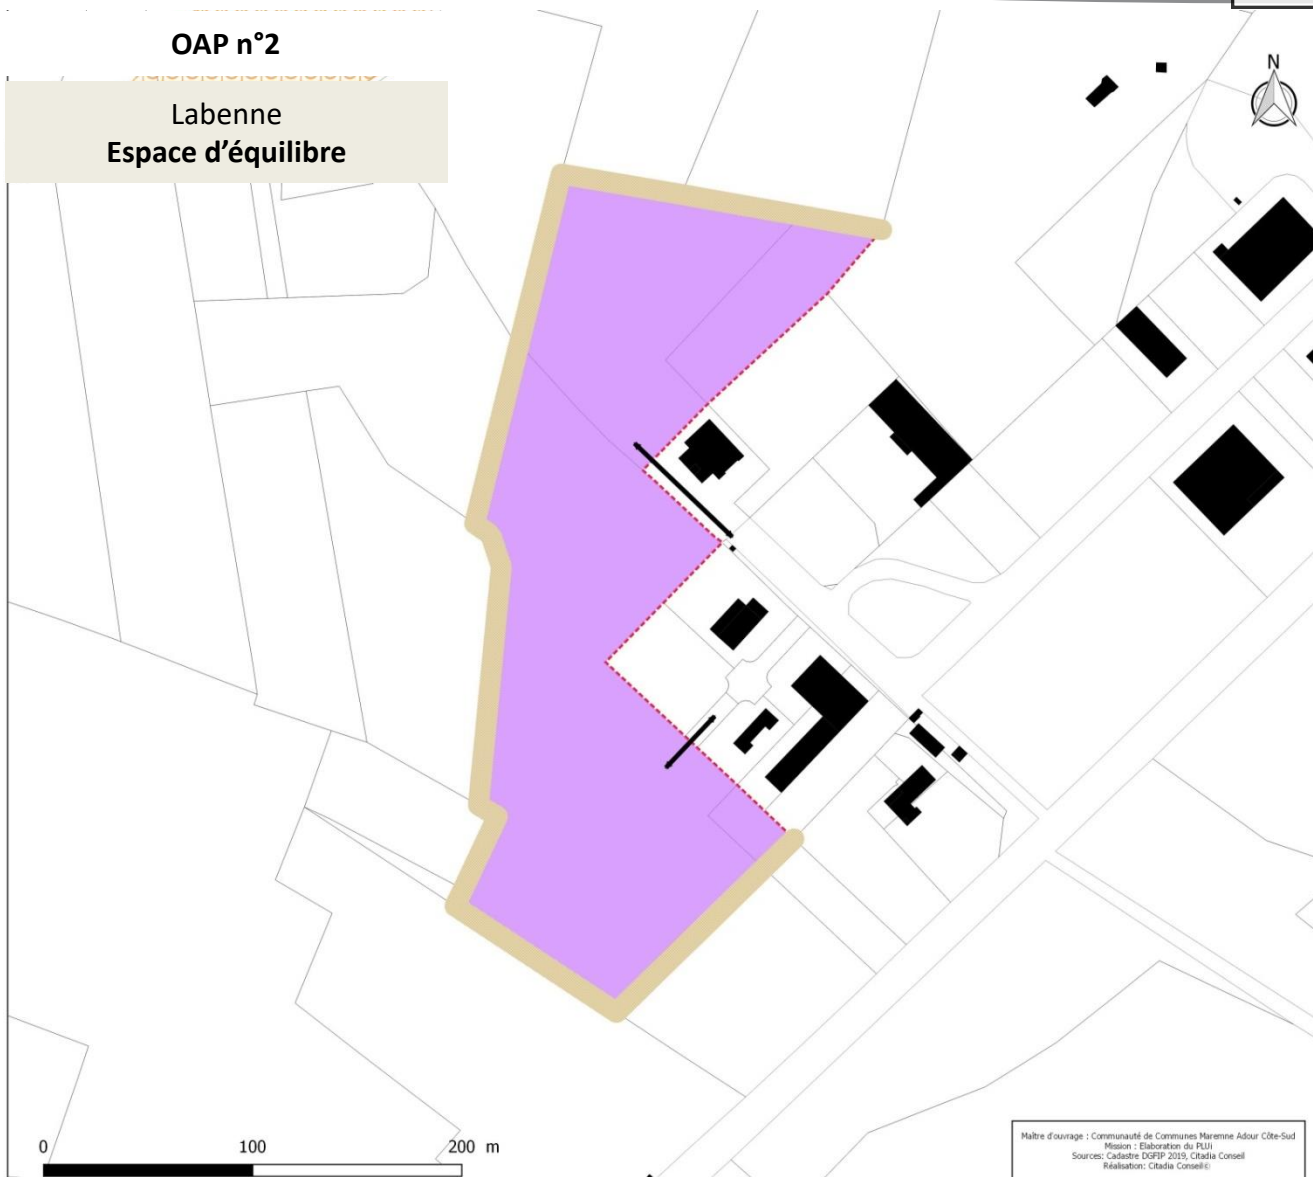 OAP n°2
Labenne
Espace d'équilibre
N
0 100 200 m
Maître d'ouvrage : Communauté de Communes Maremne Adour Côte-Sud
Mission : Elaboration du PLUi
Sources: Cadastre DGFIP 2019, Citadia Conseil
Réalisation: Citadia Conseil©